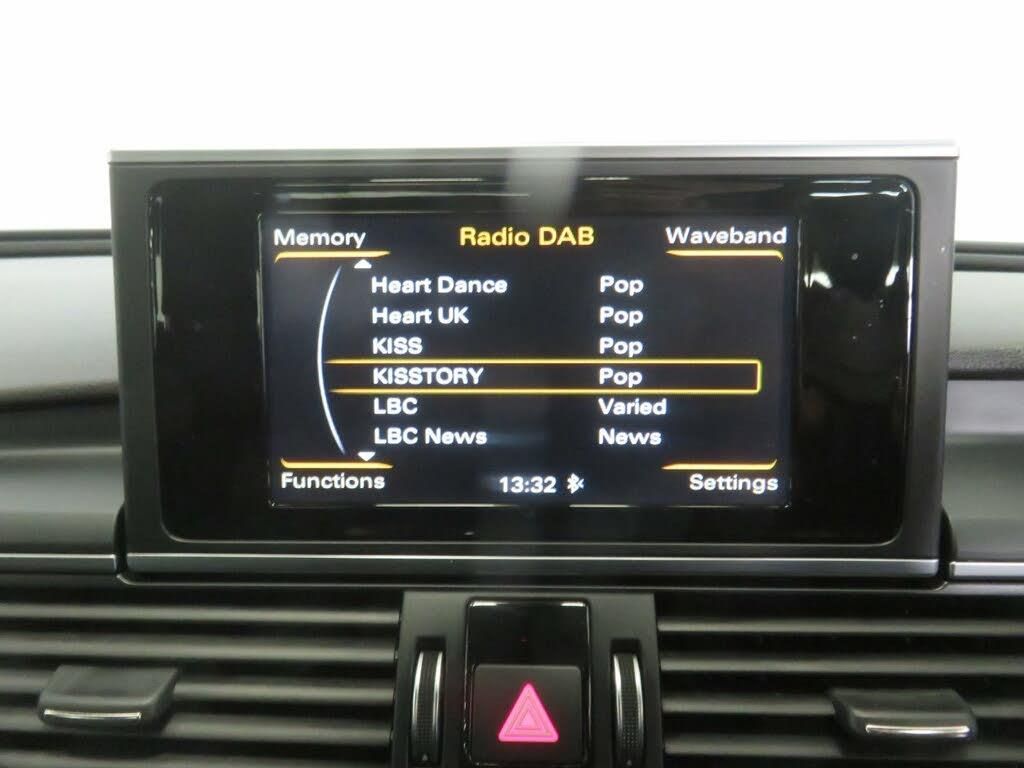 Memory Radio DAB Waveband
Heart Dance Pop
Heart UK Pop
KISS Pop
KISSTORY Pop
LBC Varied
LBC News News
Functions 13:32 Settings